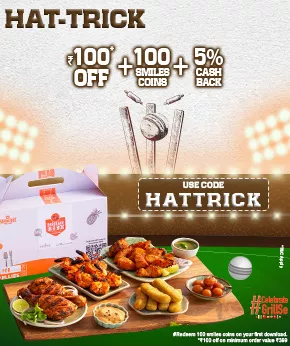 HAT-TRICK
₹100* OFF + 100 SMILES COINS + 5% CASH BACK
USE CODE
HATTRICK
#Celebrate
#Redeem 100 smiles coins on your first download.
*₹100 off on minimum order value ₹399